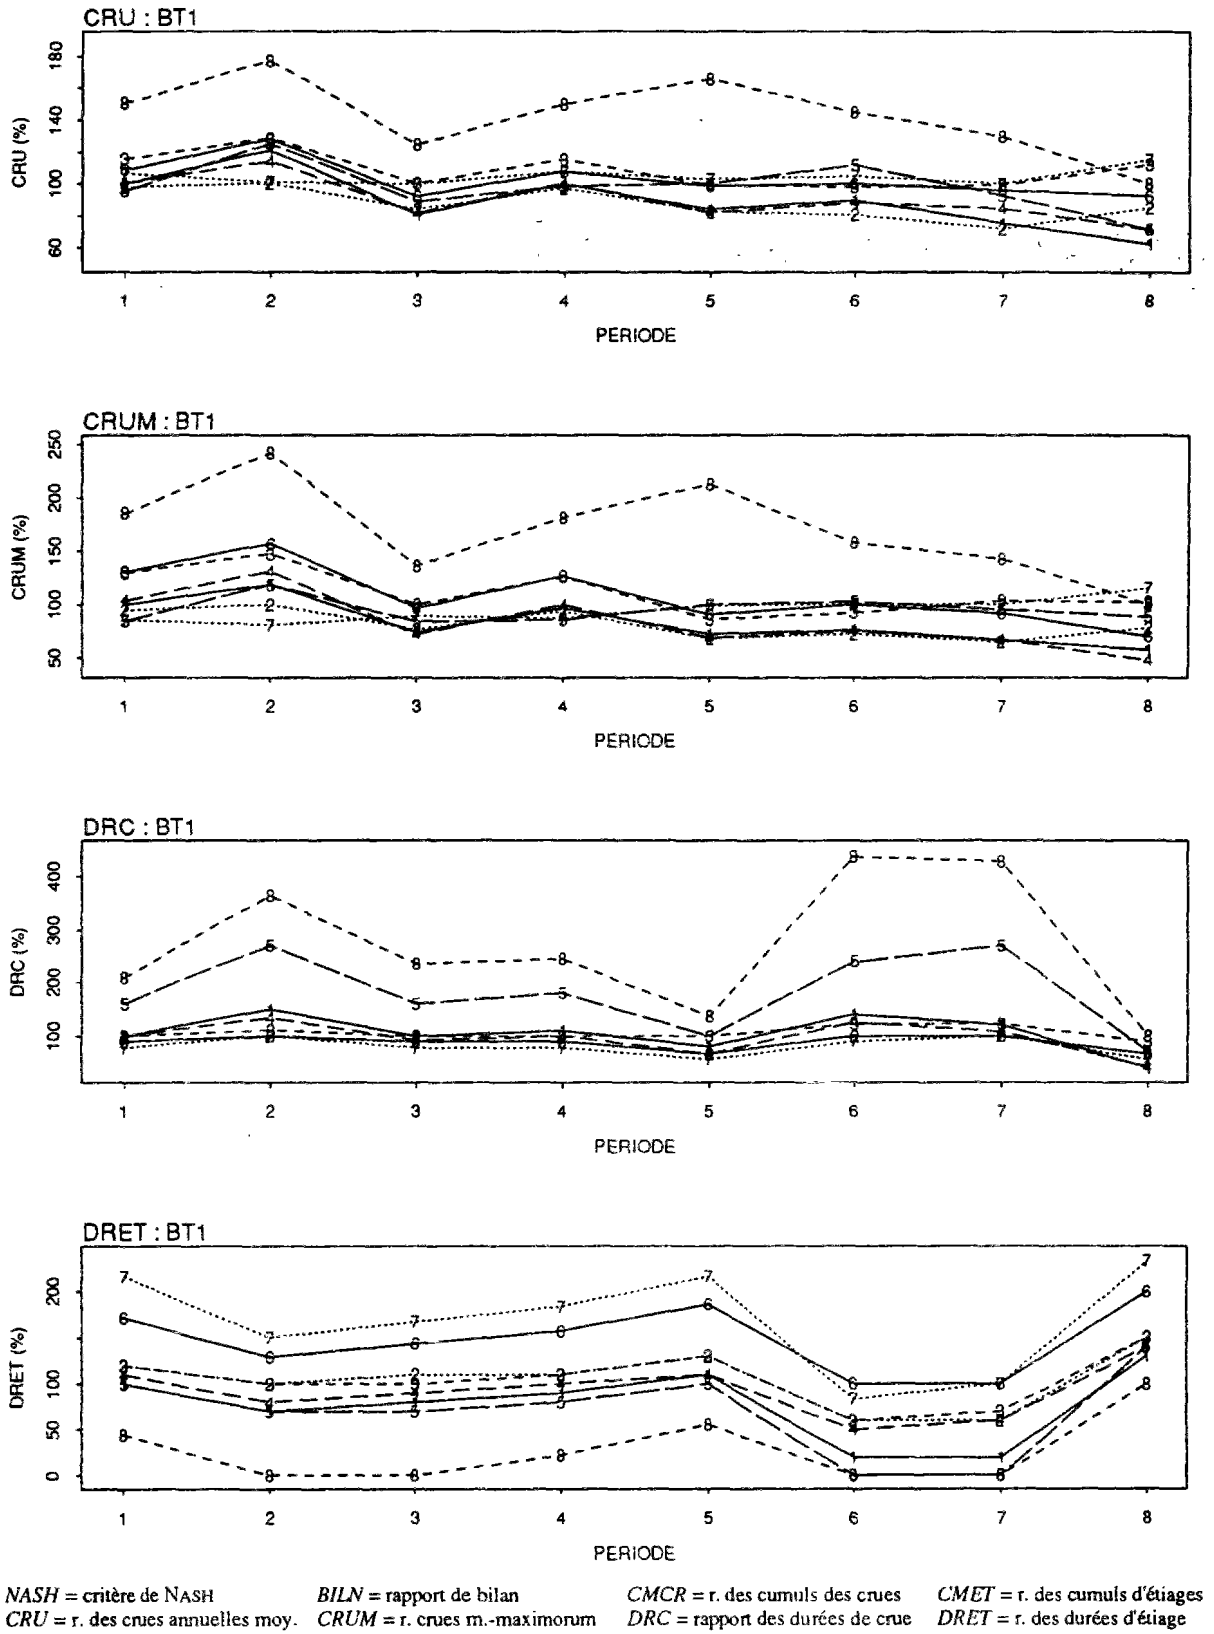 CRU : BT1
CRU (%)
180
140
100
60
1 2 3 4 5 6 7 8
PERIODE
CRUM : BT1
CRUM (%)
250
200
150
100
50
1 2 3 4 5 6 7 8
PERIODE
DRC : BT1
DRC (%)
400
300
200
100
1 2 3 4 5 6 7 8
PERIODE
DRET : BT1
DRET (%)
200
100
50
0
1 2 3 4 5 6 7 8
PERIODE
NASH = critère de NASH BILN = rapport de bilan CMCR = r. des cumuls des crues CMET = r. des cumuls d'étiages
CRU = r. des crues annuelles moy. CRUM = r. crues m.-maximorum DRC = rapport des durées de crue DRET = r. des durées d'étiage